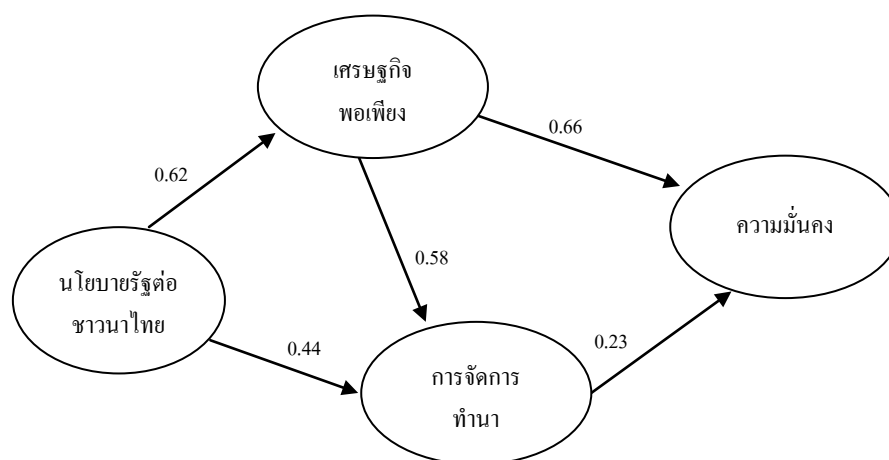 เศรษฐกิจ
พอเพียง
0.66
0.62
ความมั่นคง
0.58
นโยบายรัฐต่อ
ชาวนาไทย
0.44
0.23
การจัดการ
ทำนา